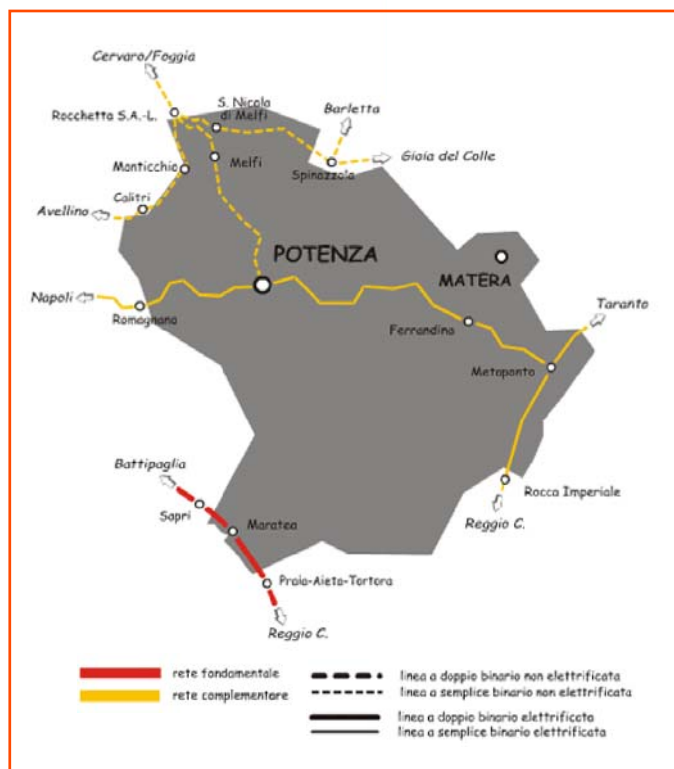 Cervaro/Foggia
Rocchetta S.A.-L.
S. Nicola
di Melfi
Barletta
Melfi
Gioia del Colle
Spinazzola
Monticchio
Calitri
Avellino
POTENZA
MATERA
Napoli
Romagnano
Taranto
Ferrandina
Metaponto
Battipaglia
Sapri
Rocca Imperiale
Maratea
Reggio C.
Praia-Aieta-Tortora
Reggio C.
rete fondamentale
linea a doppio binario non elettrificata
rete complementare
linea a semplice binario non elettrificata
linea a doppio binario elettrificata
linea a semplice binario elettrificata